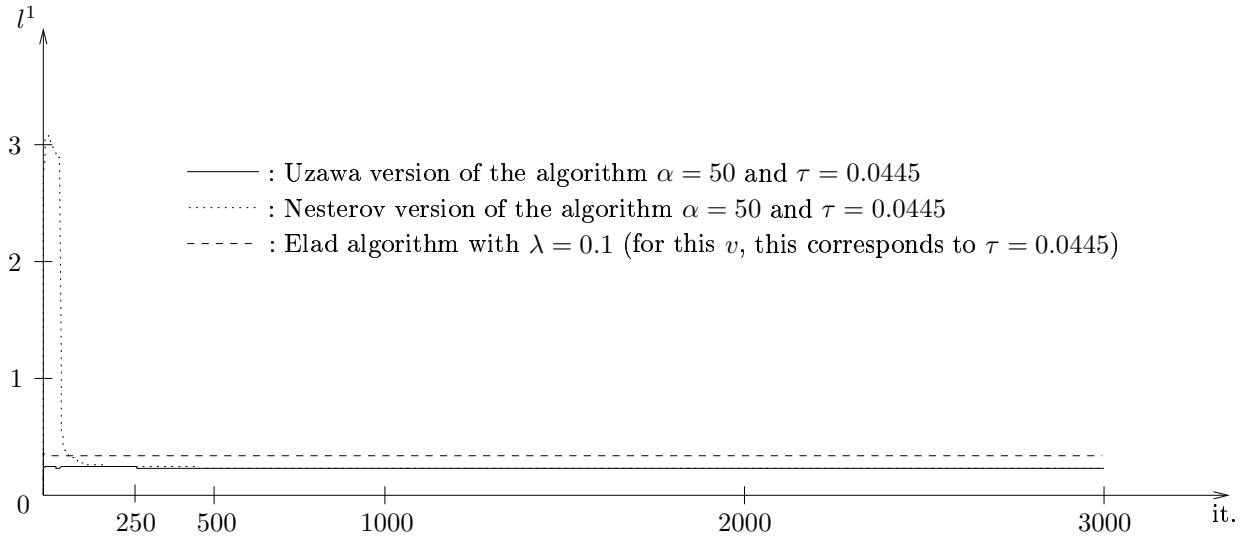 l¹
3
: Uzawa version of the algorithm α = 50 and τ = 0.0445
: Nesterov version of the algorithm α = 50 and τ = 0.0445
: Elad algorithm with λ = 0.1 (for this v, this corresponds to τ = 0.0445)
2
1
0
250 500 1000 2000 3000 it.